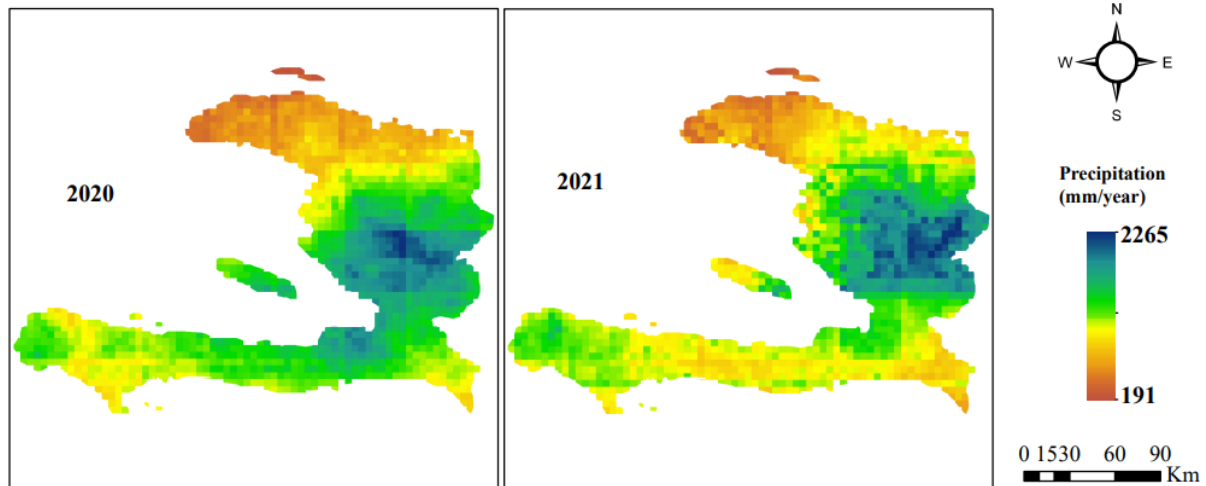 2020
2021
N
W
E
S
Precipitation
(mm/year)
2265
191
0 1530 60 90
Km